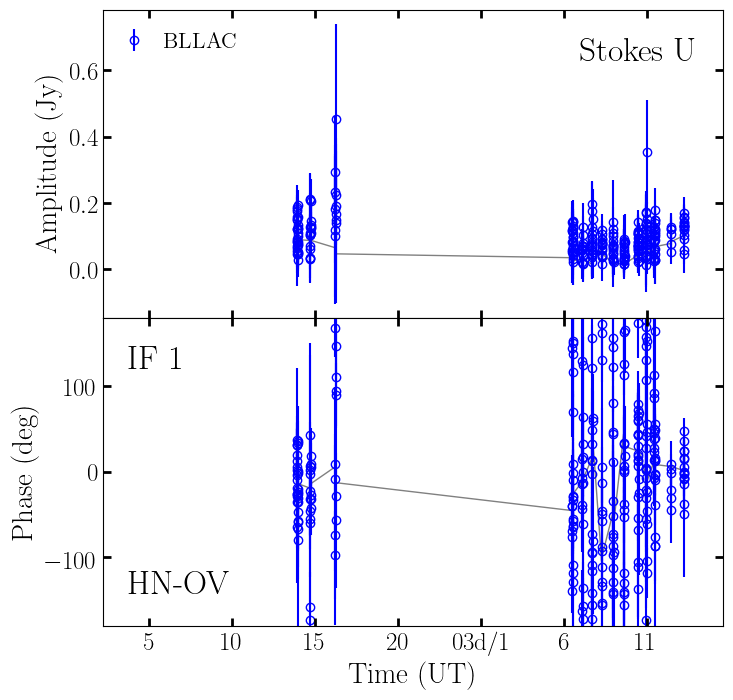 BLLAC
Stokes U
Amplitude (Jy)
0.6
0.4
0.2
0.0
IF 1
HN-OV
Phase (deg)
100
0
−100
5 10 15 20 03d/1 6 11
Time (UT)